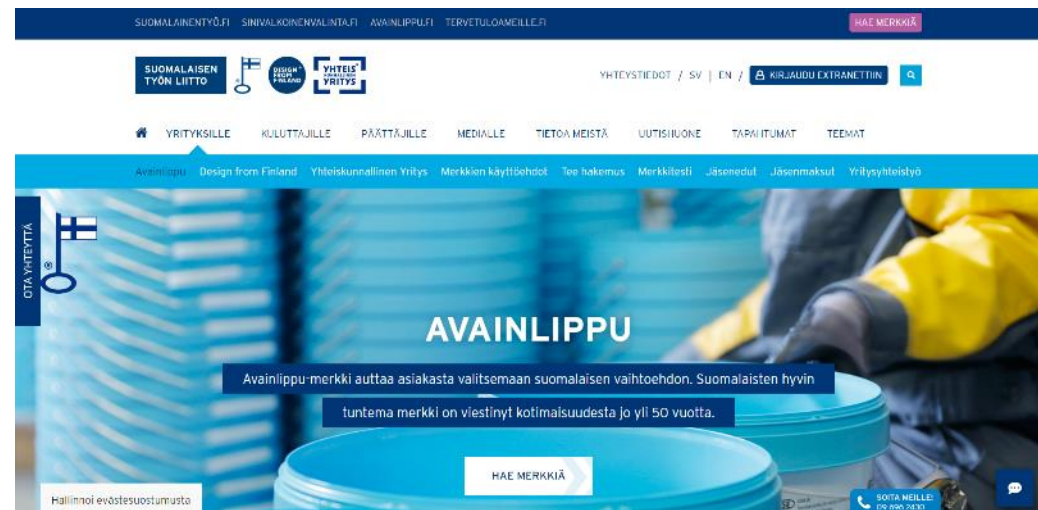 SUOMALAINENTYÖ.FI SINIVALKOINENVALINTA.FI AVAINLIPPU.FI TERVETULOAMEILLE.FI HAE MERKKIÄ
SUOMALAISEN
TYÖN LIITTO
DESIGN
FROM
FINLAND
YHTEIS
YRITYS
YHTEYSTIEDOT / SV | EN / KIRJAUDU EXTRANETTIIN
YRITYKSILLE KULUTTAJILLE PÄÄTTÄJILLE MEDIALLE TIETOA MEISTÄ UUTISHUONE TAPAHTUMAT TEEMAT
Avainlippu Design from Finland Yhteiskunnallinen Yritys Merkkien käyttöehdot Tee hakemus Merkkitesti Jäsenedut Jäsenmaksut Yritysyhteistyö
OTA YHTEYTTÄ
®
AVAINLIPPU
Avainlippu-merkki auttaa asiakasta valitsemaan suomalaisen vaihtoehdon. Suomalaisten hyvin
tuntema merkki on viestinyt kotimaisuudesta jo yli 50 vuotta.
HAE MERKKIÄ
Hallinnoi evästesuostumusta
SOITA MEILLE:
09 696 2430